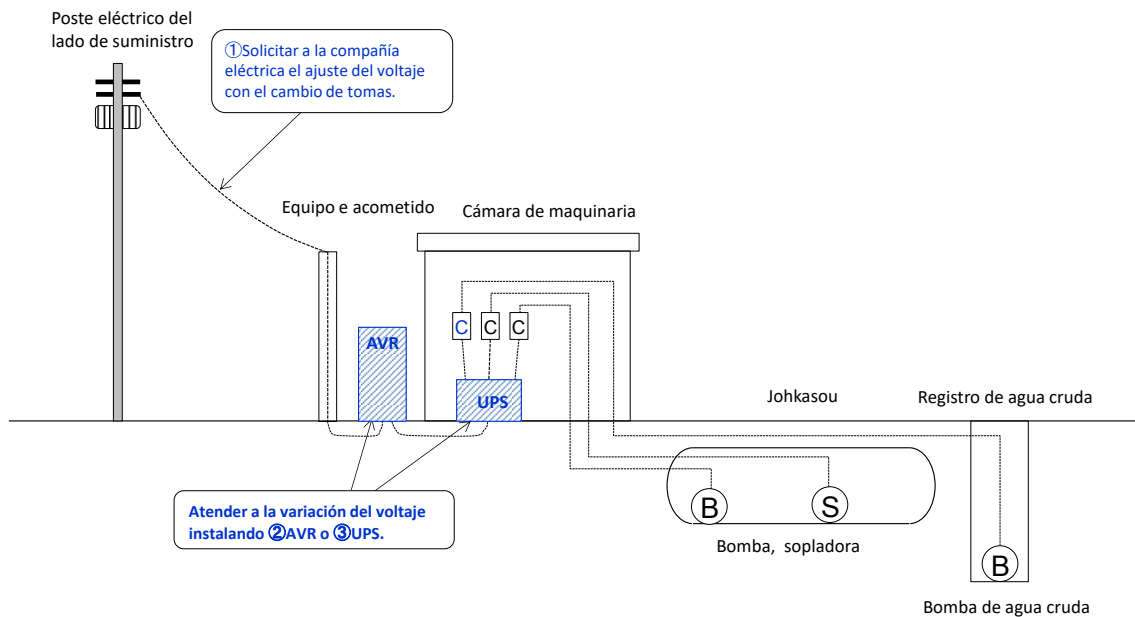 Poste eléctrico del
lado de suministro
①Solicitar a la compañía
eléctrica el ajuste del voltaje
con el cambio de tomas.
Equipo e acometido
Cámara de maquinaria
C
C
C
AVR
UPS
Johkasou
Registro de agua cruda
Atender a la variación del voltaje
instalando ②AVR o ③UPS.
B
S
Bomba, sopladora
B
Bomba de agua cruda